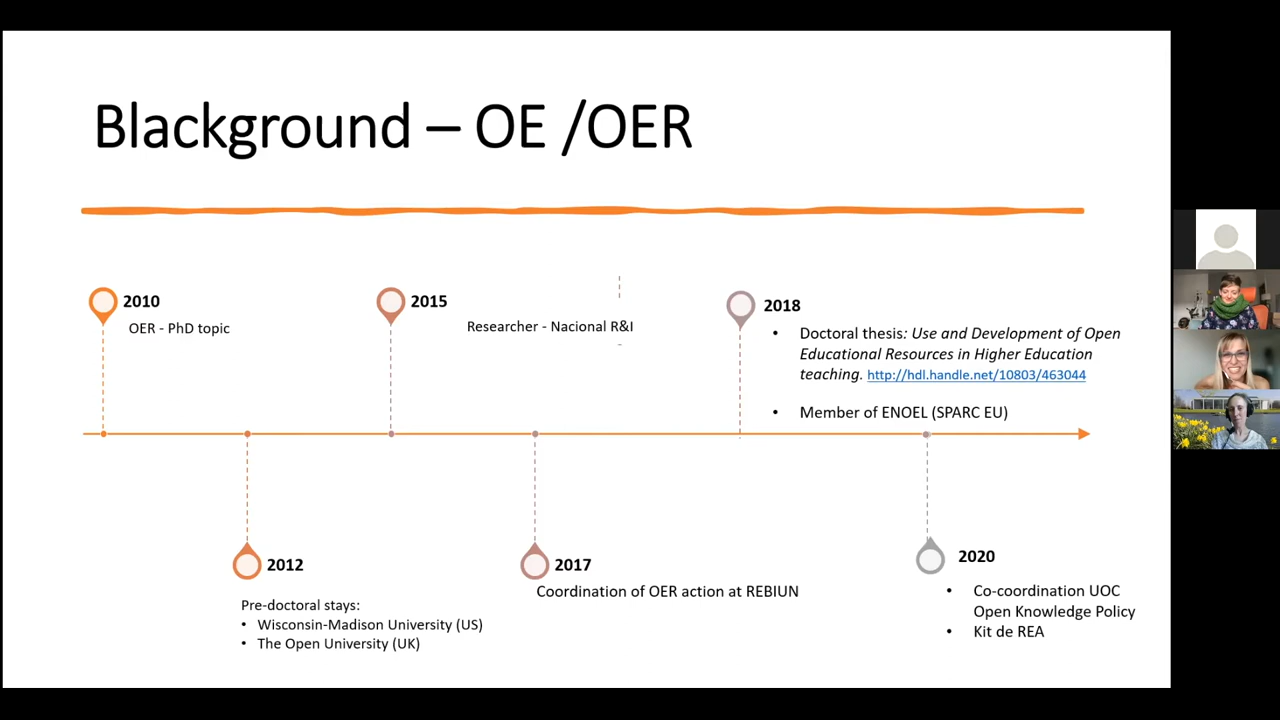 Blackground – OE /OER
2010
OER - PhD topic
2015
Researcher - Nacional R&I
2018
• Doctoral thesis: Use and Development of Open
Educational Resources in Higher Education
teaching. http://hdl.handle.net/10803/463044
• Member of ENOEL (SPARC EU)
2012
Pre-doctoral stays:
• Wisconsin-Madison University (US)
• The Open University (UK)
2017
Coordination of OER action at REBIUN
2020
• Co-coordination UOC
Open Knowledge Policy
• Kit de REA